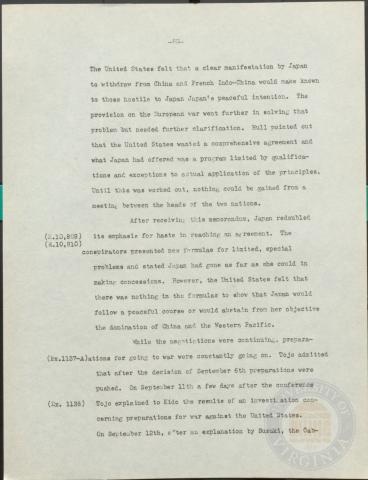 The United States felt that a clear manifestation by Japan
to withdraw from China and French Indo-China would make known
to those hostile to Japan Japan's peaceful intention. The
provision on the European war went further in solving that
problem but needed further clarification. Hull pointed out
that the United States wanted a comprehensive agreement and
what Japan had offered was a program limited by qualifica-
tions and exceptions to actual application of the principles.
Until this was worked out, nothing could be gained from a
meeting between the heads of the two nations.
After receiving this memorandum, Japan redoubled
(R.10,809) its emphasis for haste in reaching an agreement. The
(R.10,810)
conspirators presented new formulas for limited, special
problems and stated Japan had gone as far as she could in
making concessions. However, the United States felt that
there was nothing in the formulas to show that Japan would
follow a peaceful course or would abstain from her objective
the domination of China and the Western Pacific.
While the negotiations were continuing, prepara-
(Ex.1137-A)ations for going to war were constantly going on. Tojo admitted
that after the decision of September 6th preparations were
pushed. On September 11th a few days after the conference
(Ex. 1138) Tojo explained to Kido the results of an investigation con-
cerning preparations for war against the United States.
On September 12th, after an explanation by Suzuki, the Cab-
UNIVERSITY OF
VIRGINIA